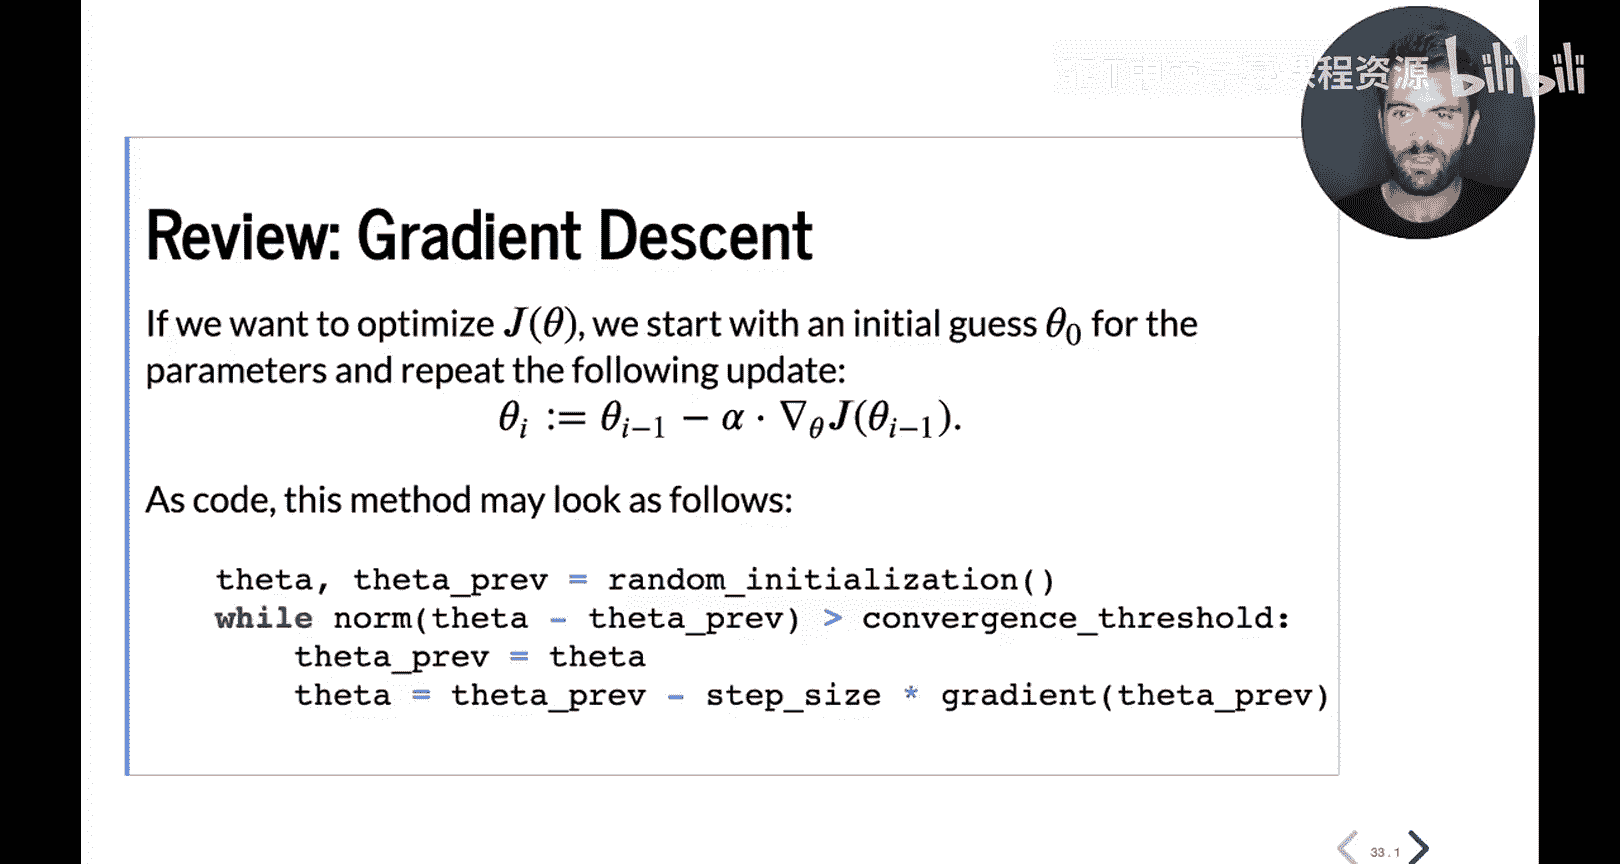 课程资源 bilibili
Review: Gradient Descent
If we want to optimize J(θ), we start with an initial guess θ₀ for the
parameters and repeat the following update:
θᵢ := θᵢ₋₁ − α · ∇_θ J(θᵢ₋₁).
As code, this method may look as follows:
theta, theta_prev = random_initialization()
while norm(theta - theta_prev) > convergence_threshold:
    theta_prev = theta
    theta = theta_prev - step_size * gradient(theta_prev)
33.1